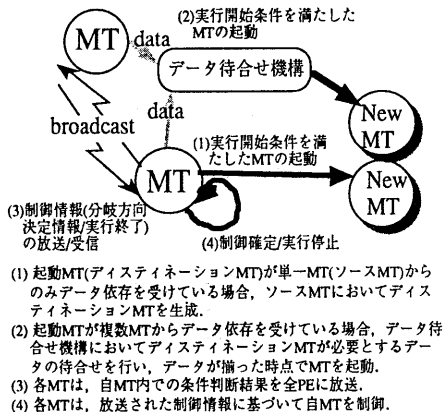 (2)実行開始条件を満たした
MTの起動
MT
data
データ待合せ機構
data
New
MT
broadcast
(1)実行開始条件を満
たしたMTの起動
MT
New
MT
(3)制御情報(分岐方向
決定情報/実行終了)
の放送/受信
(4)制御確定/実行停止
(1) 起動MT(ディスティネーションMT)が単一MT(ソースMT)から
のみデータ依存を受けている場合，ソースMTにおいてディス
ティネーションMTを生成．
(2) 起動MTが複数MTからデータ依存を受けている場合，データ待
合せ機構においてディスティネーションMTが必要とするデー
タの待合せを行い，データが揃った時点でMTを起動．
(3) 各MTは，自MT内での条件判断結果を全PEに放送．
(4) 各MTは，放送された制御情報に基づいて自MTを制御．